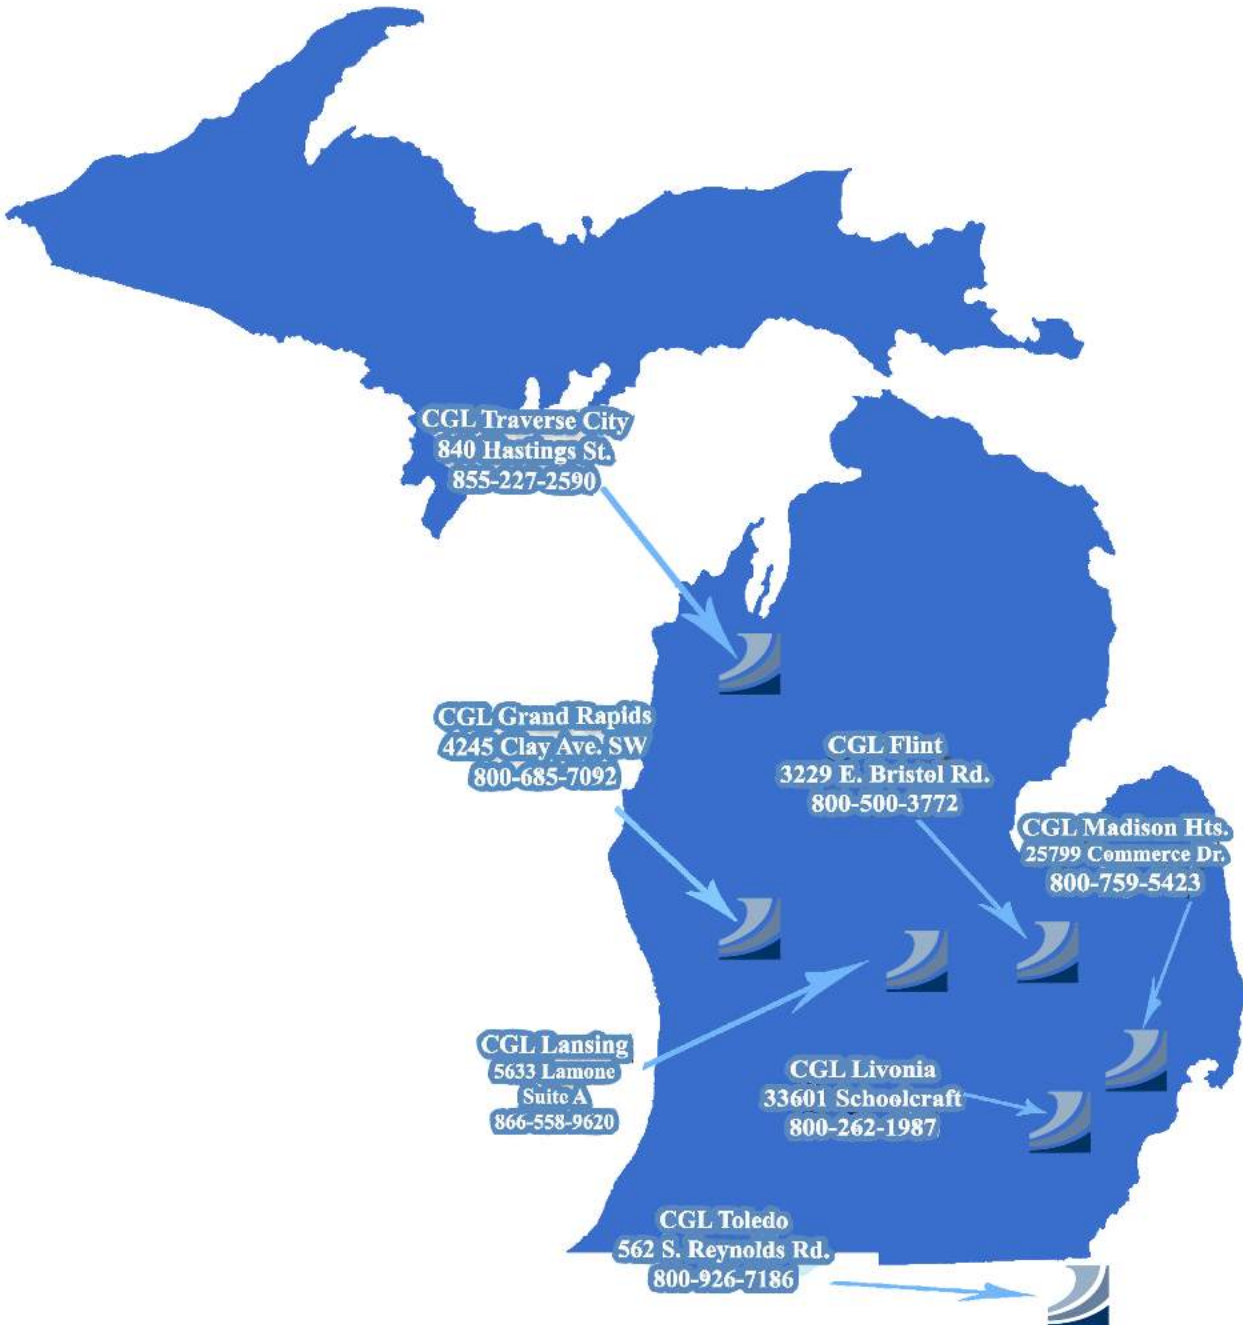 CGL Traverse City
840 Hastings St.
855-227-2590
CGL Grand Rapids
4245 Clay Ave. SW
800-685-7092
CGL Flint
3229 E. Bristol Rd.
800-500-3772
CGL Madison Hts.
25799 Commerce Dr.
800-759-5423
CGL Lansing
5633 Lamone
Suite A
866-558-9620
CGL Livonia
33601 Schoolcraft
800-262-1987
CGL Toledo
562 S. Reynolds Rd.
800-926-7186